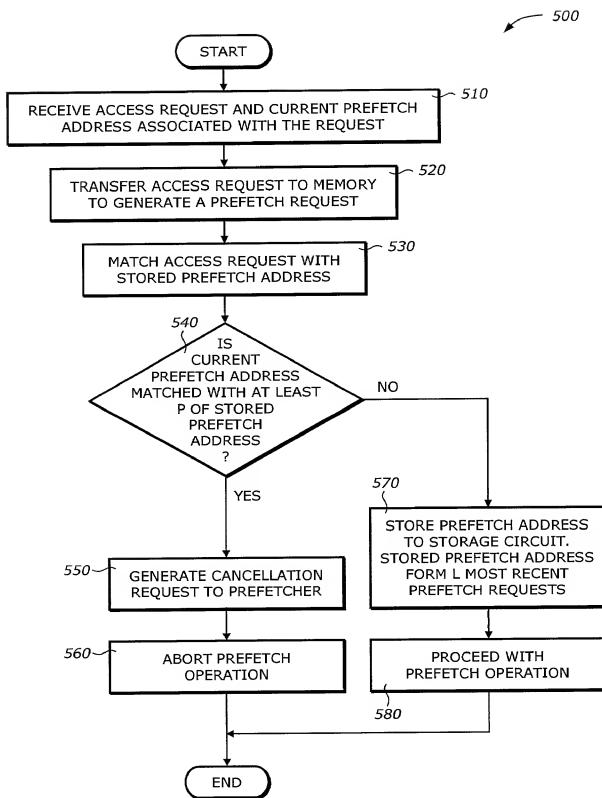 500
START
510
RECEIVE ACCESS REQUEST AND CURRENT PREFETCH
ADDRESS ASSOCIATED WITH THE REQUEST
520
TRANSFER ACCESS REQUEST TO MEMORY
TO GENERATE A PREFETCH REQUEST
530
MATCH ACCESS REQUEST WITH
STORED PREFETCH ADDRESS
540
IS
CURRENT
PREFETCH ADDRESS
MATCHED WITH AT LEAST
P OF STORED
PREFETCH
ADDRESS
?
NO
YES
570
STORE PREFETCH ADDRESS
TO STORAGE CIRCUIT.
STORED PREFETCH ADDRESS
FORM L MOST RECENT
PREFETCH REQUESTS
550
GENERATE CANCELLATION
REQUEST TO PREFETCHER
560
ABORT PREFETCH
OPERATION
PROCEED WITH
PREFETCH OPERATION
580
END